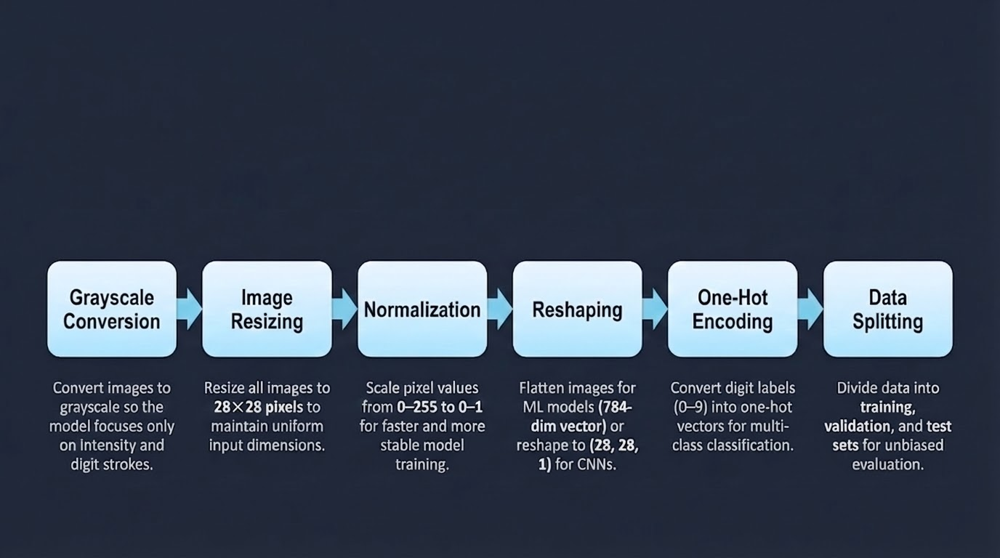 Grayscale
Conversion
Image
Resizing
Normalization
Reshaping
One-Hot
Encoding
Data
Splitting
Convert images to
grayscale so the
model focuses only
on intensity and
digit strokes.
Resize all images to
28×28 pixels to
maintain uniform
input dimensions.
Scale pixel values
from 0–255 to 0–1
for faster and more
stable model
training.
Flatten images for
ML models (784-
dim vector) or
reshape to (28, 28,
1) for CNNs.
Convert digit labels
(0–9) into one-hot
vectors for multi-
class classification.
Divide data into
training,
validation, and test
sets for unbiased
evaluation.